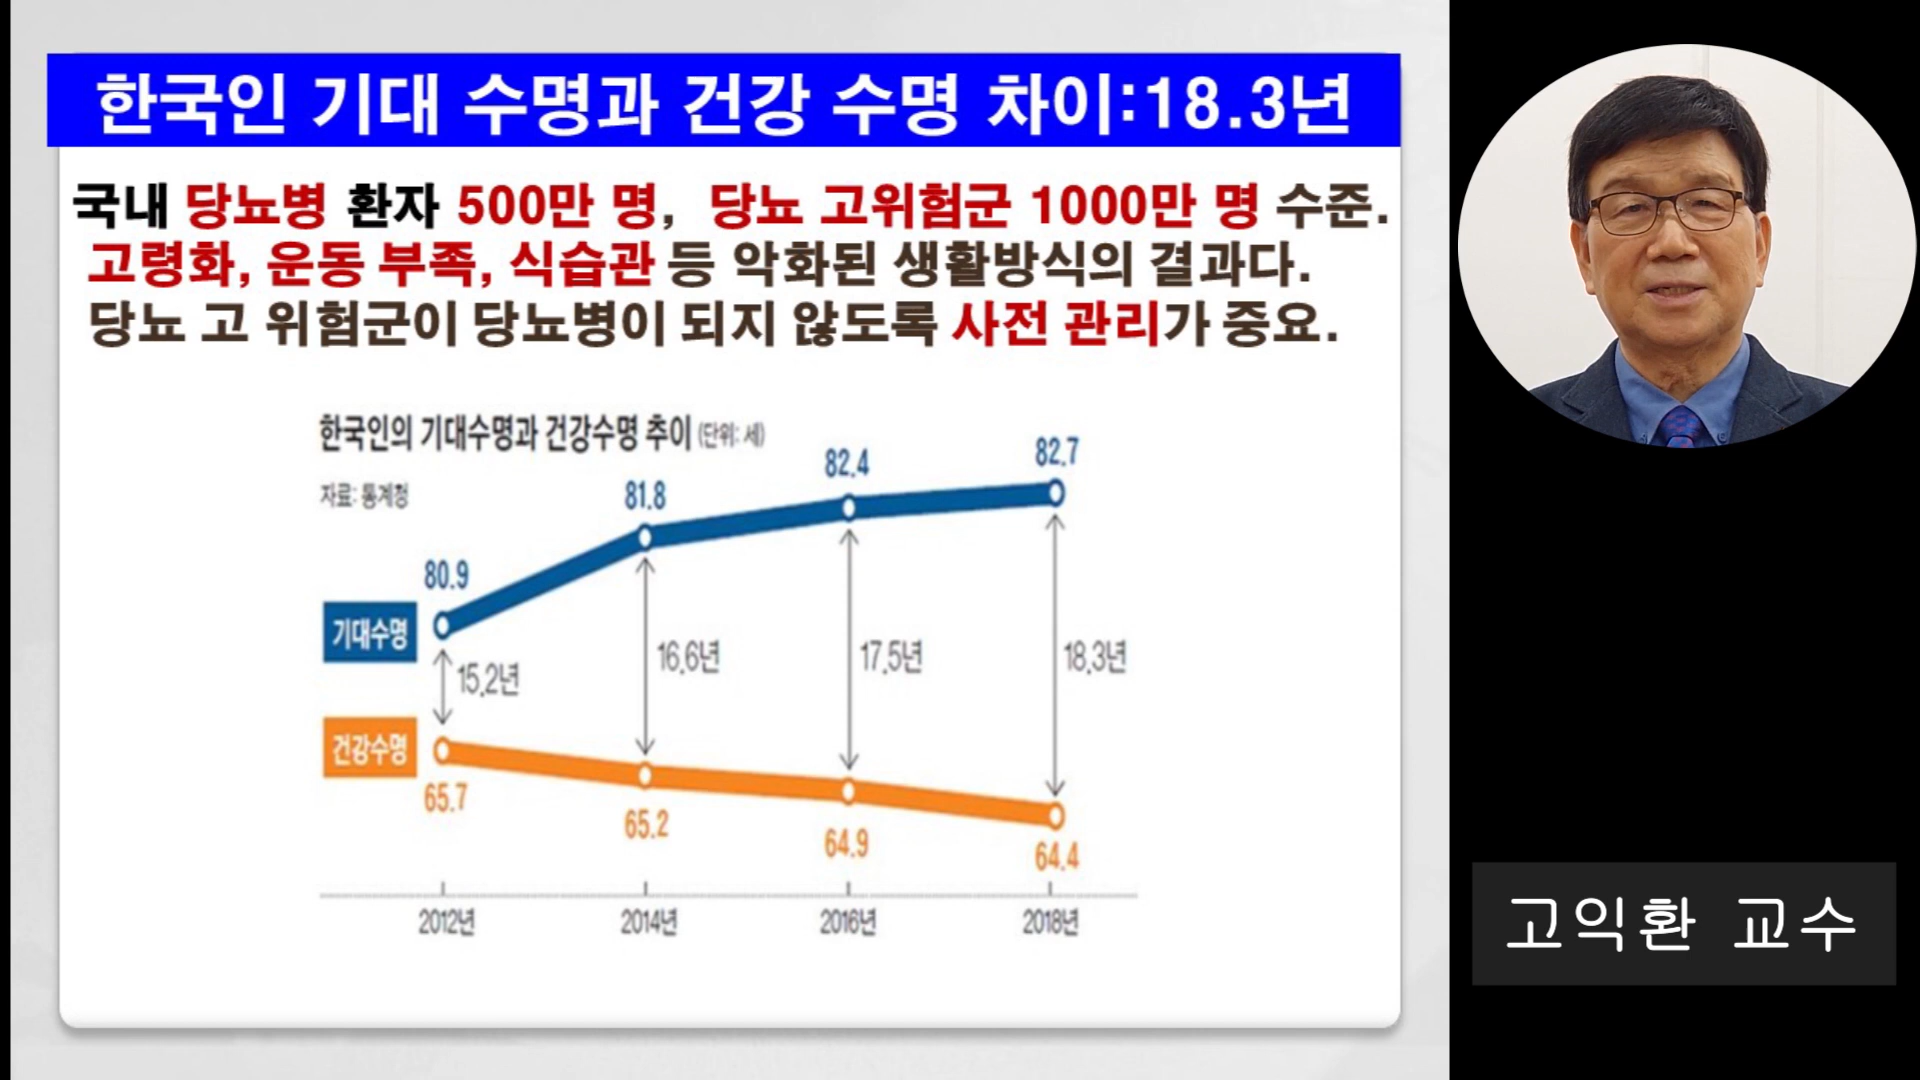 한국인 기대 수명과 건강 수명 차이:18.3년
국내 당뇨병 환자 500만 명, 당뇨 고위험군 1000만 명 수준.
고령화, 운동 부족, 식습관 등 악화된 생활방식의 결과다.
당뇨 고 위험군이 당뇨병이 되지 않도록 사전 관리가 중요.
한국인의 기대수명과 건강수명 추이 (단위: 세)
자료: 통계청
80.9
81.8
82.4
82.7
기대수명
15.2년
16.6년
17.5년
18.3년
건강수명
65.7
65.2
64.9
64.4
2012년
2014년
2016년
2018년
고익환 교수